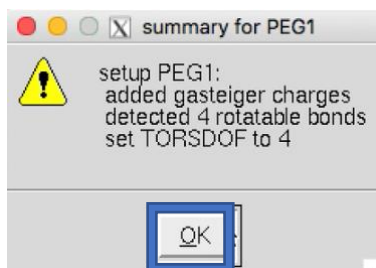 summary for PEG1
setup PEG1:
added gasteiger charges
detected 4 rotatable bonds
set TORSDOF to 4
OK